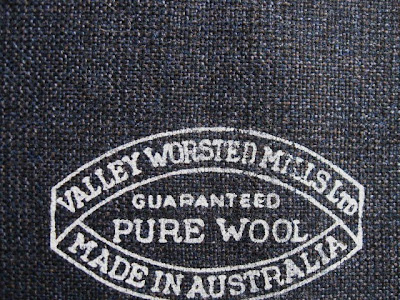 VALLEY WORSTED MILLS LTD
GUARANTEED
PURE WOOL
MADE IN AUSTRALIA